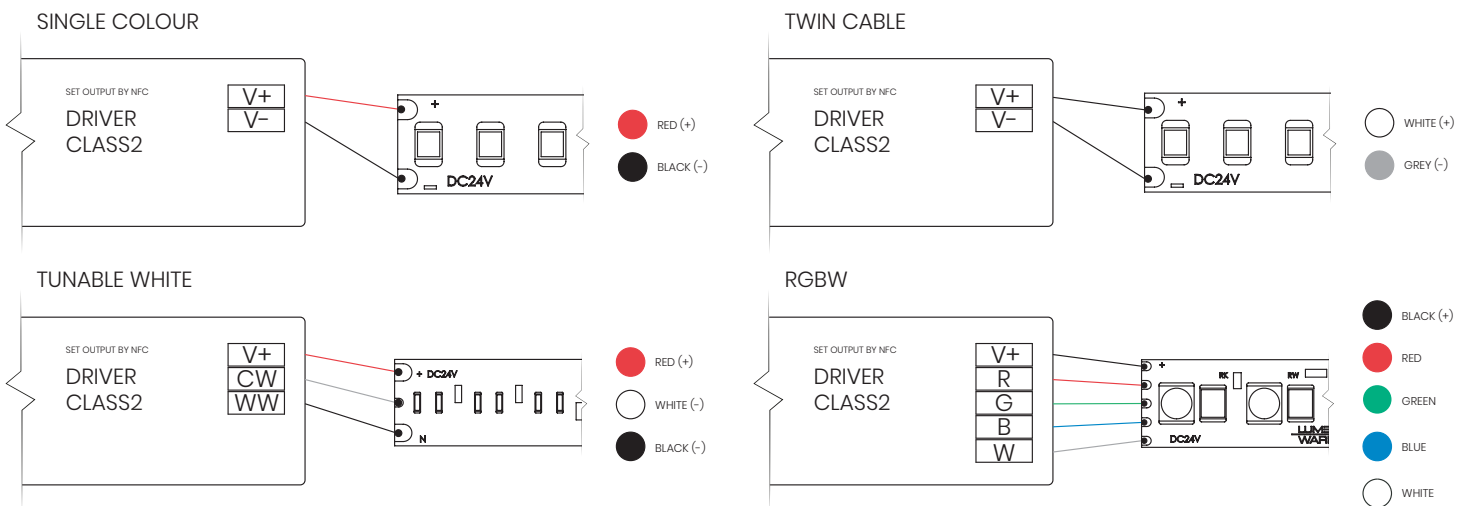 SINGLE COLOUR
SET OUTPUT BY NFC
DRIVER
CLASS2
V+
V-
+
-
DC24V
RED (+)
BLACK (-)
TWIN CABLE
SET OUTPUT BY NFC
DRIVER
CLASS2
V+
V-
+
-
DC24V
WHITE (+)
GREY (-)
TUNABLE WHITE
SET OUTPUT BY NFC
DRIVER
CLASS2
V+
CW
WW
+ DC24V
N
RED (+)
WHITE (-)
BLACK (-)
RGBW
SET OUTPUT BY NFC
DRIVER
CLASS2
V+
R
G
B
W
+
RK
RW
DC24V
BLACK (+)
RED
GREEN
BLUE
WHITE